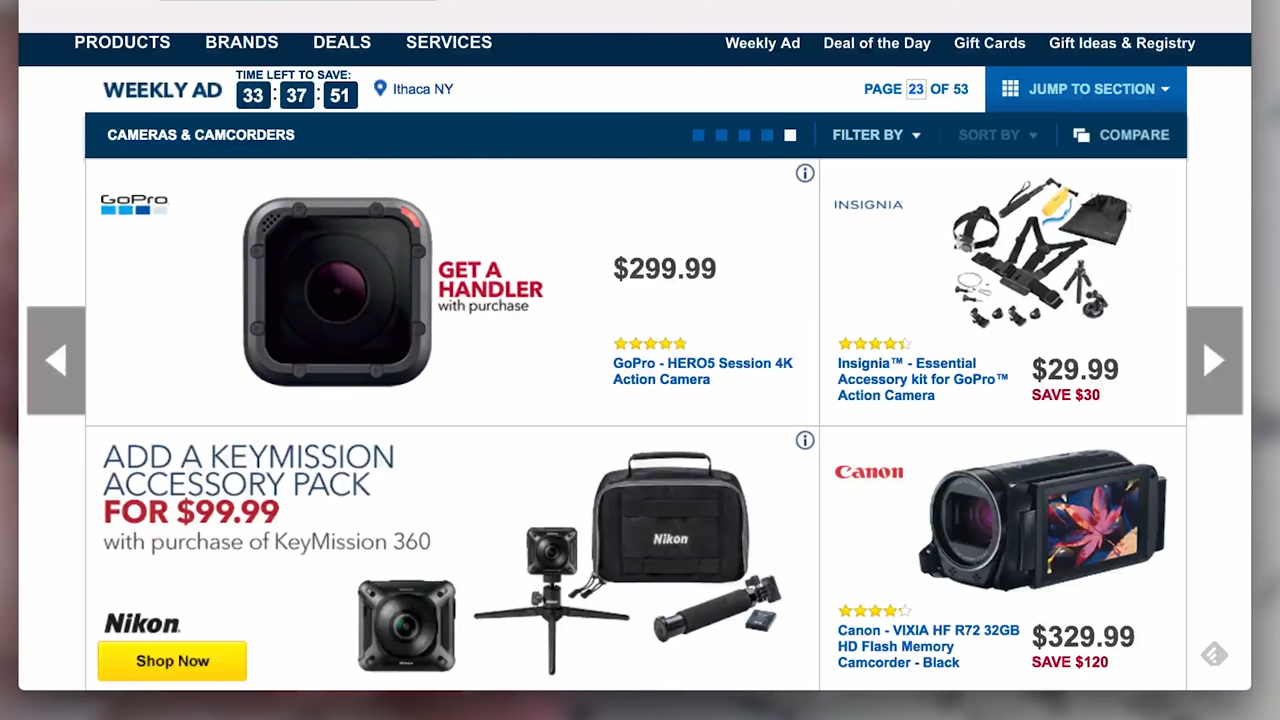 PRODUCTS BRANDS DEALS SERVICES Weekly Ad Deal of the Day Gift Cards Gift Ideas & Registry
WEEKLY AD
TIME LEFT TO SAVE:
33 : 37 : 51
Ithaca NY
PAGE 23 OF 53
JUMP TO SECTION
CAMERAS & CAMCORDERS
FILTER BY
SORT BY
COMPARE
GoPro
GET A
HANDLER
with purchase
$299.99
GoPro - HERO5 Session 4K
Action Camera
INSIGNIA
Insignia™ - Essential
Accessory kit for GoPro™
Action Camera
$29.99
SAVE $30
ADD A KEYMISSION
ACCESSORY PACK
FOR $99.99
with purchase of KeyMission 360
Nikon
Nikon
Shop Now
Canon
Canon - VIXIA HF R72 32GB
HD Flash Memory
Camcorder - Black
$329.99
SAVE $120